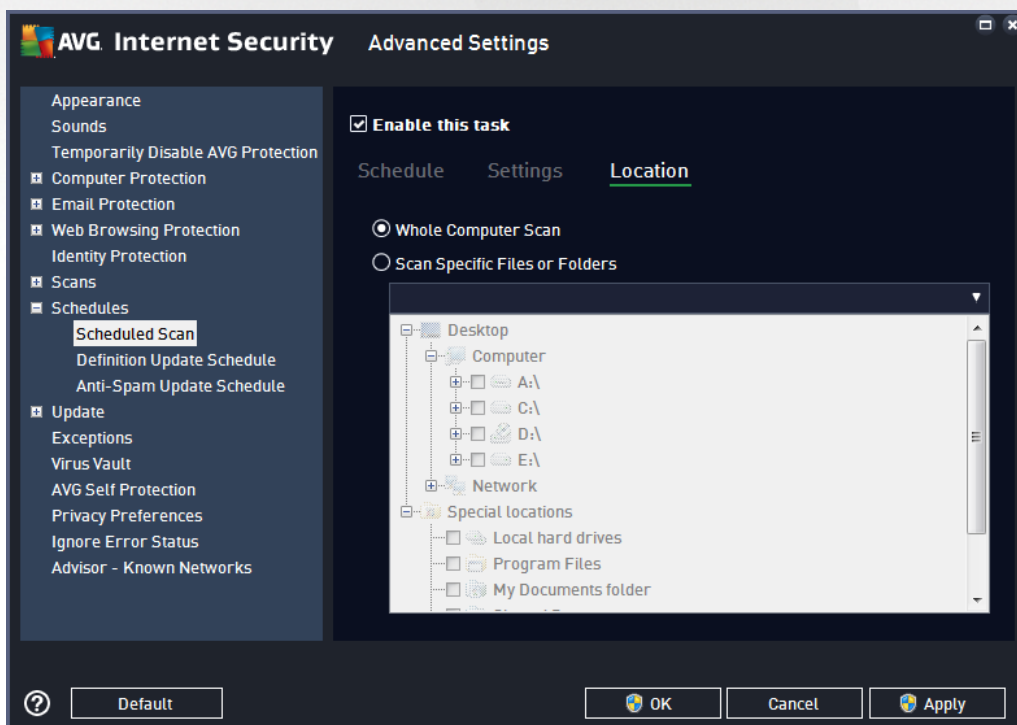 AVG. Internet Security Advanced Settings
Appearance
Sounds
Temporarily Disable AVG Protection
Computer Protection
Email Protection
Web Browsing Protection
Identity Protection
Scans
Schedules
Scheduled Scan
Definition Update Schedule
Anti-Spam Update Schedule
Update
Exceptions
Virus Vault
AVG Self Protection
Privacy Preferences
Ignore Error Status
Advisor - Known Networks
Enable this task
Schedule Settings Location
Whole Computer Scan
Scan Specific Files or Folders
Desktop
Computer
A:\
C:\
D:\
E:\
Network
Special locations
Local hard drives
Program Files
My Documents folder
Default OK Cancel Apply